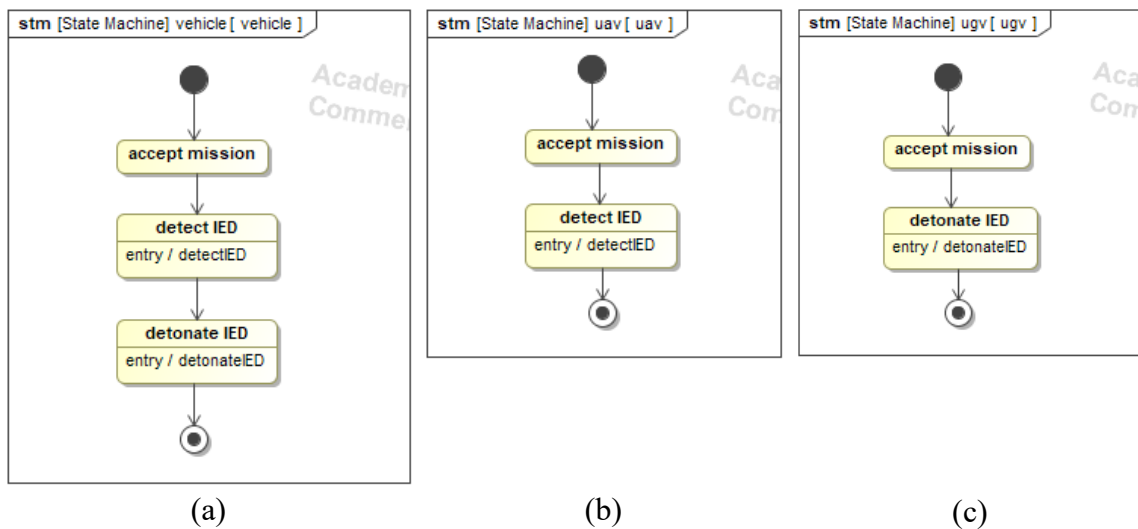 stm [State Machine] vehicle [ vehicle ]
Academ
Commer
accept mission
detect IED
entry / detectIED
detonate IED
entry / detonateIED
(a)
stm [State Machine] uav [ uav ]
Aca
Com
accept mission
detect IED
entry / detectIED
(b)
stm [State Machine] ugv [ ugv ]
Aca
Com
accept mission
detonate IED
entry / detonateIED
(c)